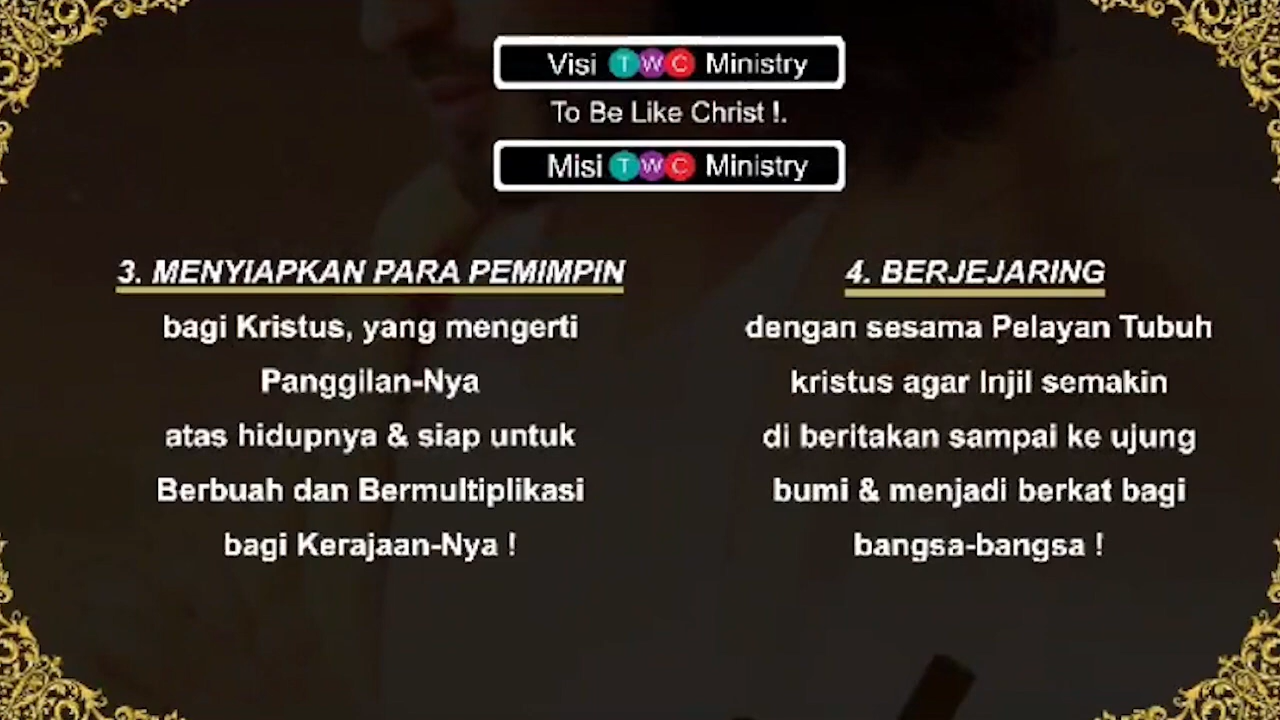 Visi TWC Ministry
To Be Like Christ !.
Misi TWC Ministry
3. MENYIAPKAN PARA PEMIMPIN
bagi Kristus, yang mengerti
Panggilan-Nya
atas hidupnya & siap untuk
Berbuah dan Bermultiplikasi
bagi Kerajaan-Nya !
4. BERJEJARING
dengan sesama Pelayan Tubuh
kristus agar Injil semakin
di beritakan sampai ke ujung
bumi & menjadi berkat bagi
bangsa-bangsa !